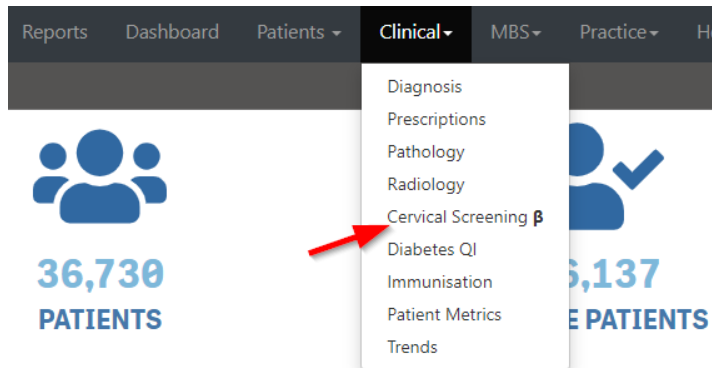 Reports Dashboard Patients Clinical MBS Practice
Diagnosis
Prescriptions
Pathology
Radiology
Cervical Screening β
Diabetes QI
Immunisation
Patient Metrics
Trends
36,730
PATIENTS
,137
PATIENTS